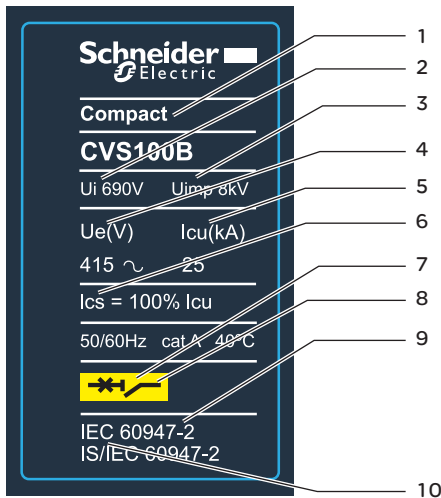 Schneider
Electric
Compact
CVS100B
Ui 690V Uimp 8kV
Ue(V) Icu(kA)
415 ∿ 25
Ics = 100% Icu
50/60Hz cat A 40°C
IEC 60947-2
IS/IEC 60947-2
1
2
3
4
5
6
7
8
9
10